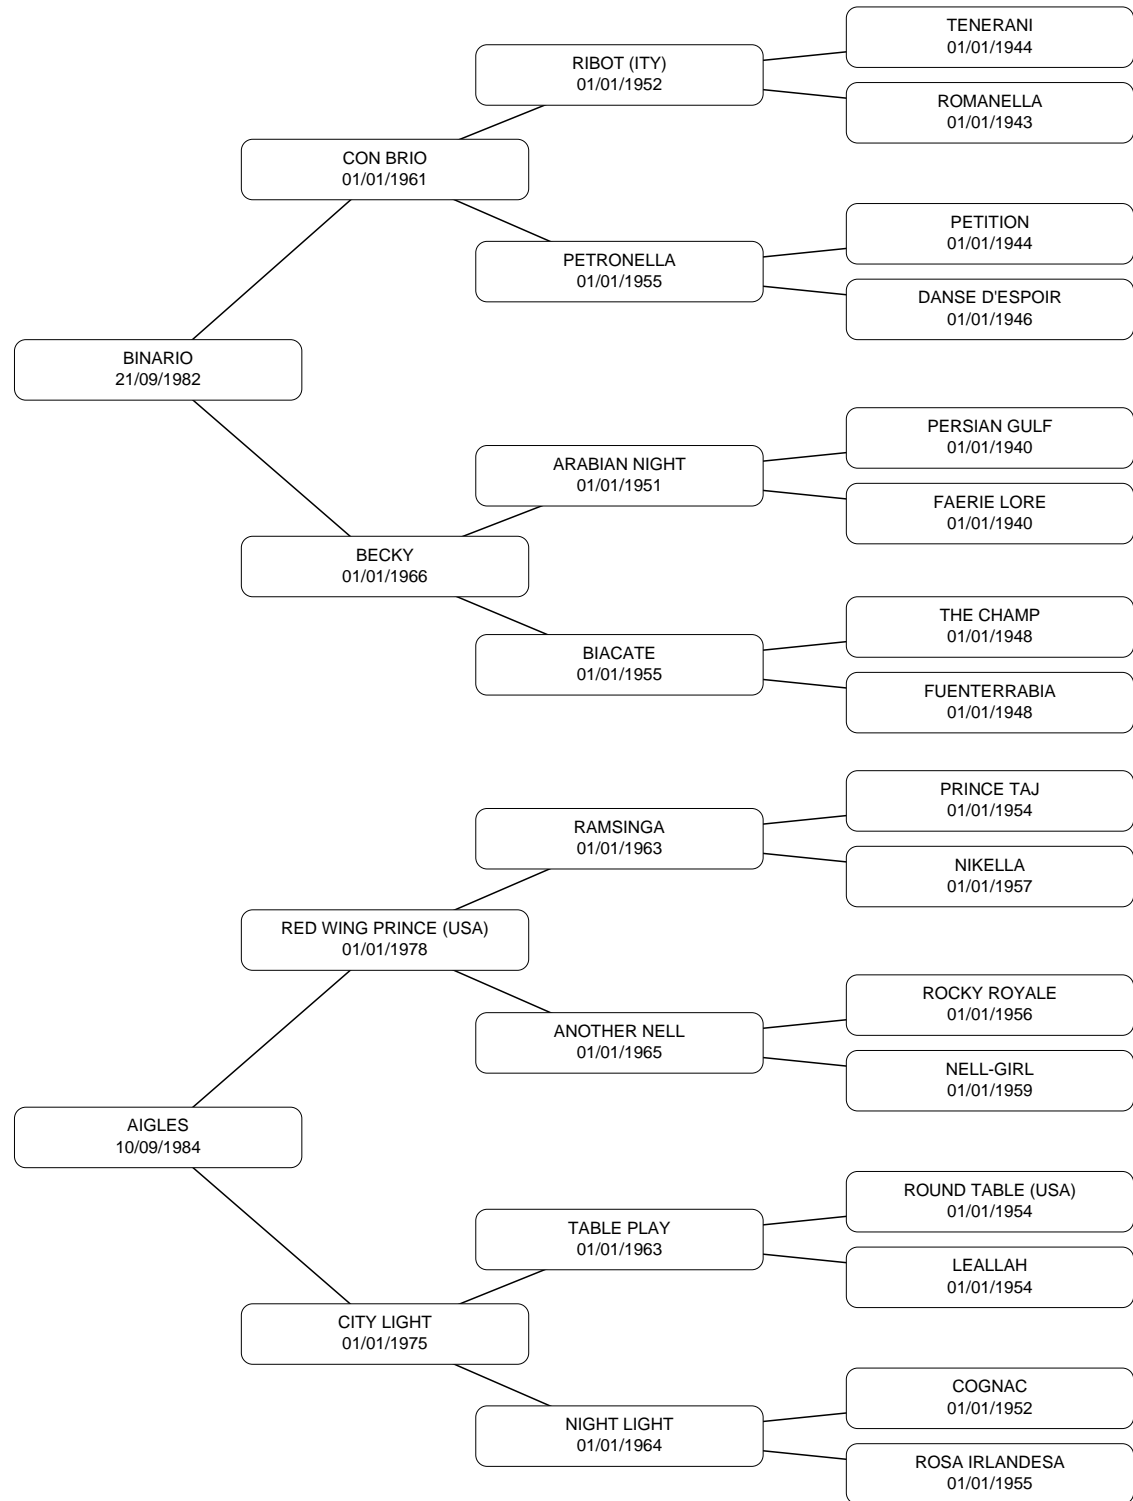 TENERANI
01/01/1944
RIBOT (ITY)
01/01/1952
ROMANELLA
01/01/1943
CON BRIO
01/01/1961
PETITION
01/01/1944
PETRONELLA
01/01/1955
DANSE D'ESPOIR
01/01/1946
BINARIO
21/09/1982
PERSIAN GULF
01/01/1940
ARABIAN NIGHT
01/01/1951
FAERIE LORE
01/01/1940
BECKY
01/01/1966
THE CHAMP
01/01/1948
BIACATE
01/01/1955
FUENTERRABIA
01/01/1948
PRINCE TAJ
01/01/1954
RAMSINGA
01/01/1963
NIKELLA
01/01/1957
RED WING PRINCE (USA)
01/01/1978
ROCKY ROYALE
01/01/1956
ANOTHER NELL
01/01/1965
NELL-GIRL
01/01/1959
AIGLES
10/09/1984
ROUND TABLE (USA)
01/01/1954
TABLE PLAY
01/01/1963
LEALLAH
01/01/1954
CITY LIGHT
01/01/1975
COGNAC
01/01/1952
NIGHT LIGHT
01/01/1964
ROSA IRLANDESA
01/01/1955